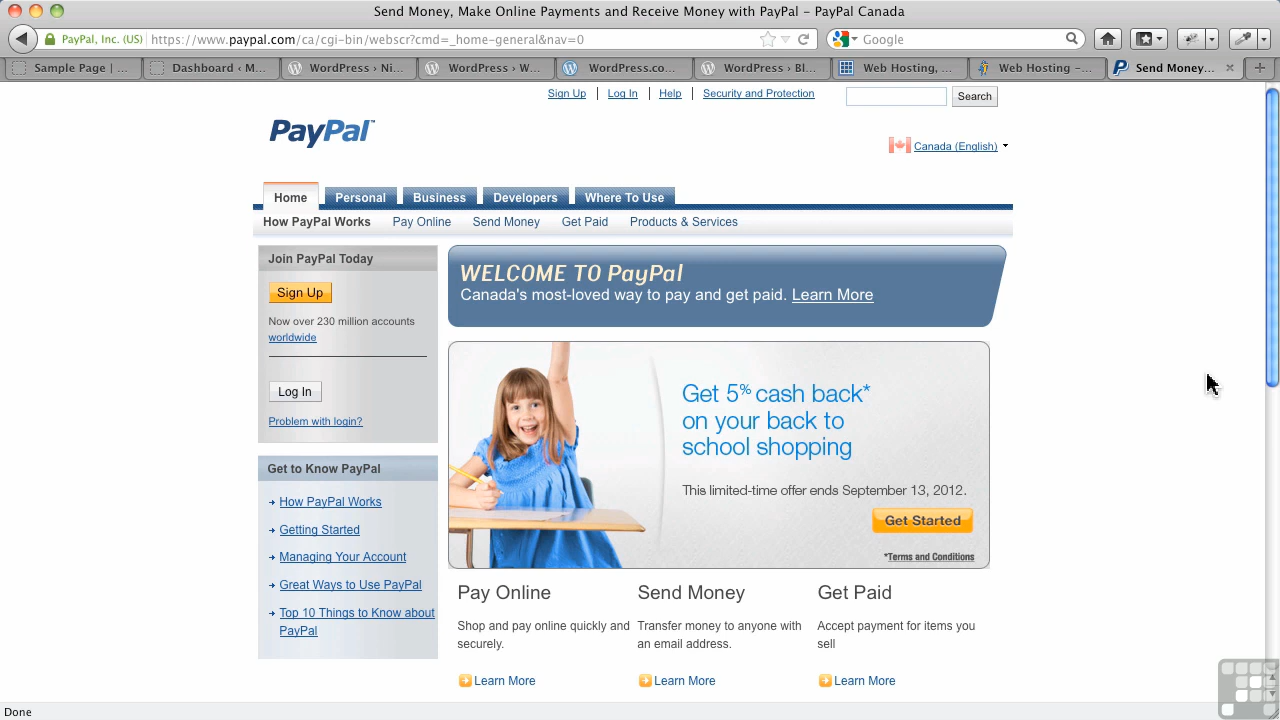 Send Money, Make Online Payments and Receive Money with PayPal – PayPal Canada
PayPal, Inc. (US) https://www.paypal.com/ca/cgi-bin/webscr?cmd=_home-general&nav=0 Google
Sample Page | ... Dashboard ‹ M... WordPress › Ni... WordPress › W... WordPress.co... WordPress › Bl... Web Hosting, ... Web Hosting –... Send Money...
Sign Up Log In Help Security and Protection Search
PayPal™
Canada (English)
Home Personal Business Developers Where To Use
How PayPal Works Pay Online Send Money Get Paid Products & Services
Join PayPal Today
Sign Up
Now over 230 million accounts
worldwide
Log In
Problem with login?
Get to Know PayPal
How PayPal Works
Getting Started
Managing Your Account
Great Ways to Use PayPal
Top 10 Things to Know about
PayPal
WELCOME TO PayPal
Canada's most-loved way to pay and get paid. Learn More
Get 5% cash back*
on your back to
school shopping
This limited-time offer ends September 13, 2012.
Get Started
*Terms and Conditions
Pay Online Send Money Get Paid
Shop and pay online quickly and Transfer money to anyone with Accept payment for items you
securely. an email address. sell
Learn More Learn More Learn More
Done